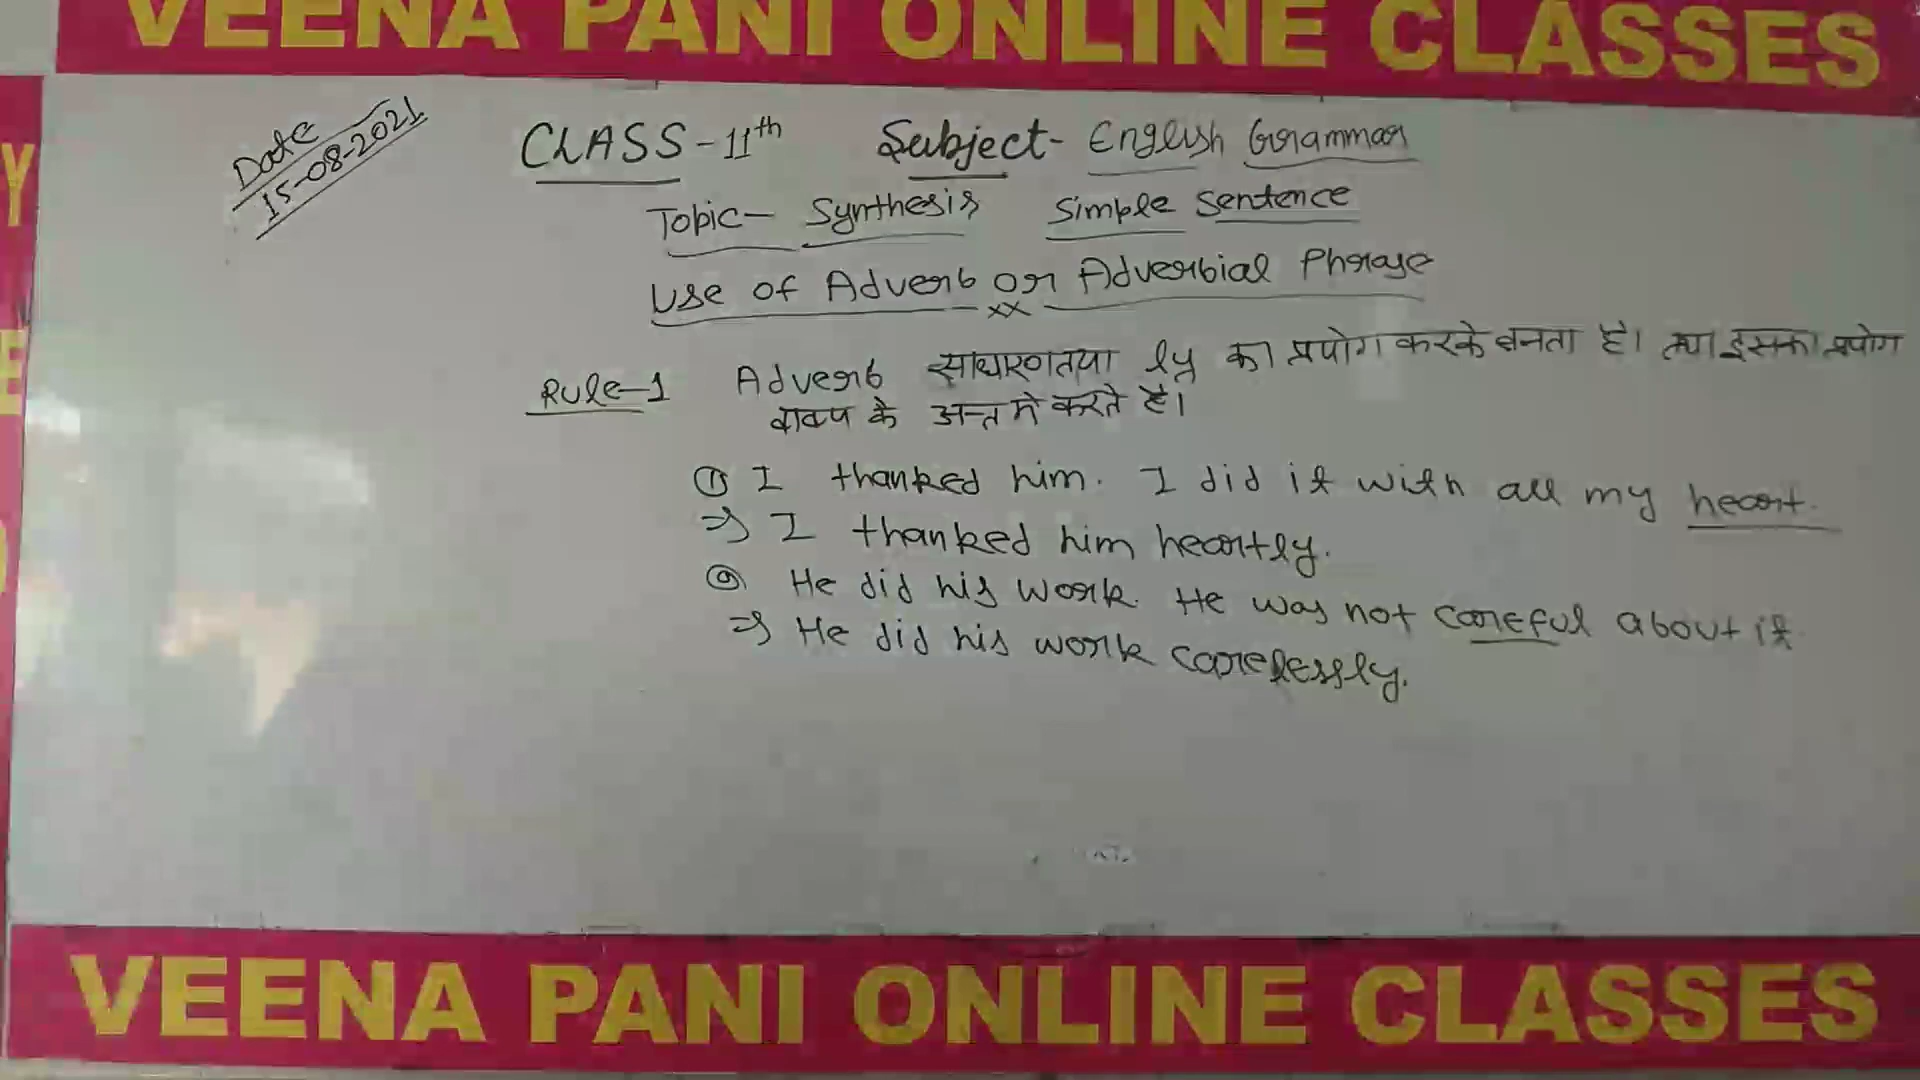 VEENA PANI ONLINE CLASSES
Date
15-08-2021
CLASS-11th Subject- English Grammar
Topic- Synthesis Simple Sentence
Use of Adverb or Adverbial Phrase
xx
Rule-1 Adverb साधारणतया ly का प्रयोग करके बनता है। तथा इसका प्रयोग
वाक्य के अन्त मे करते है।
① I thanked him. I did it with all my heart.
⇒ I thanked him heartly.
② He did his work. He was not careful about it.
⇒ He did his work carelessly.
VEENA PANI ONLINE CLASSES
Y
E